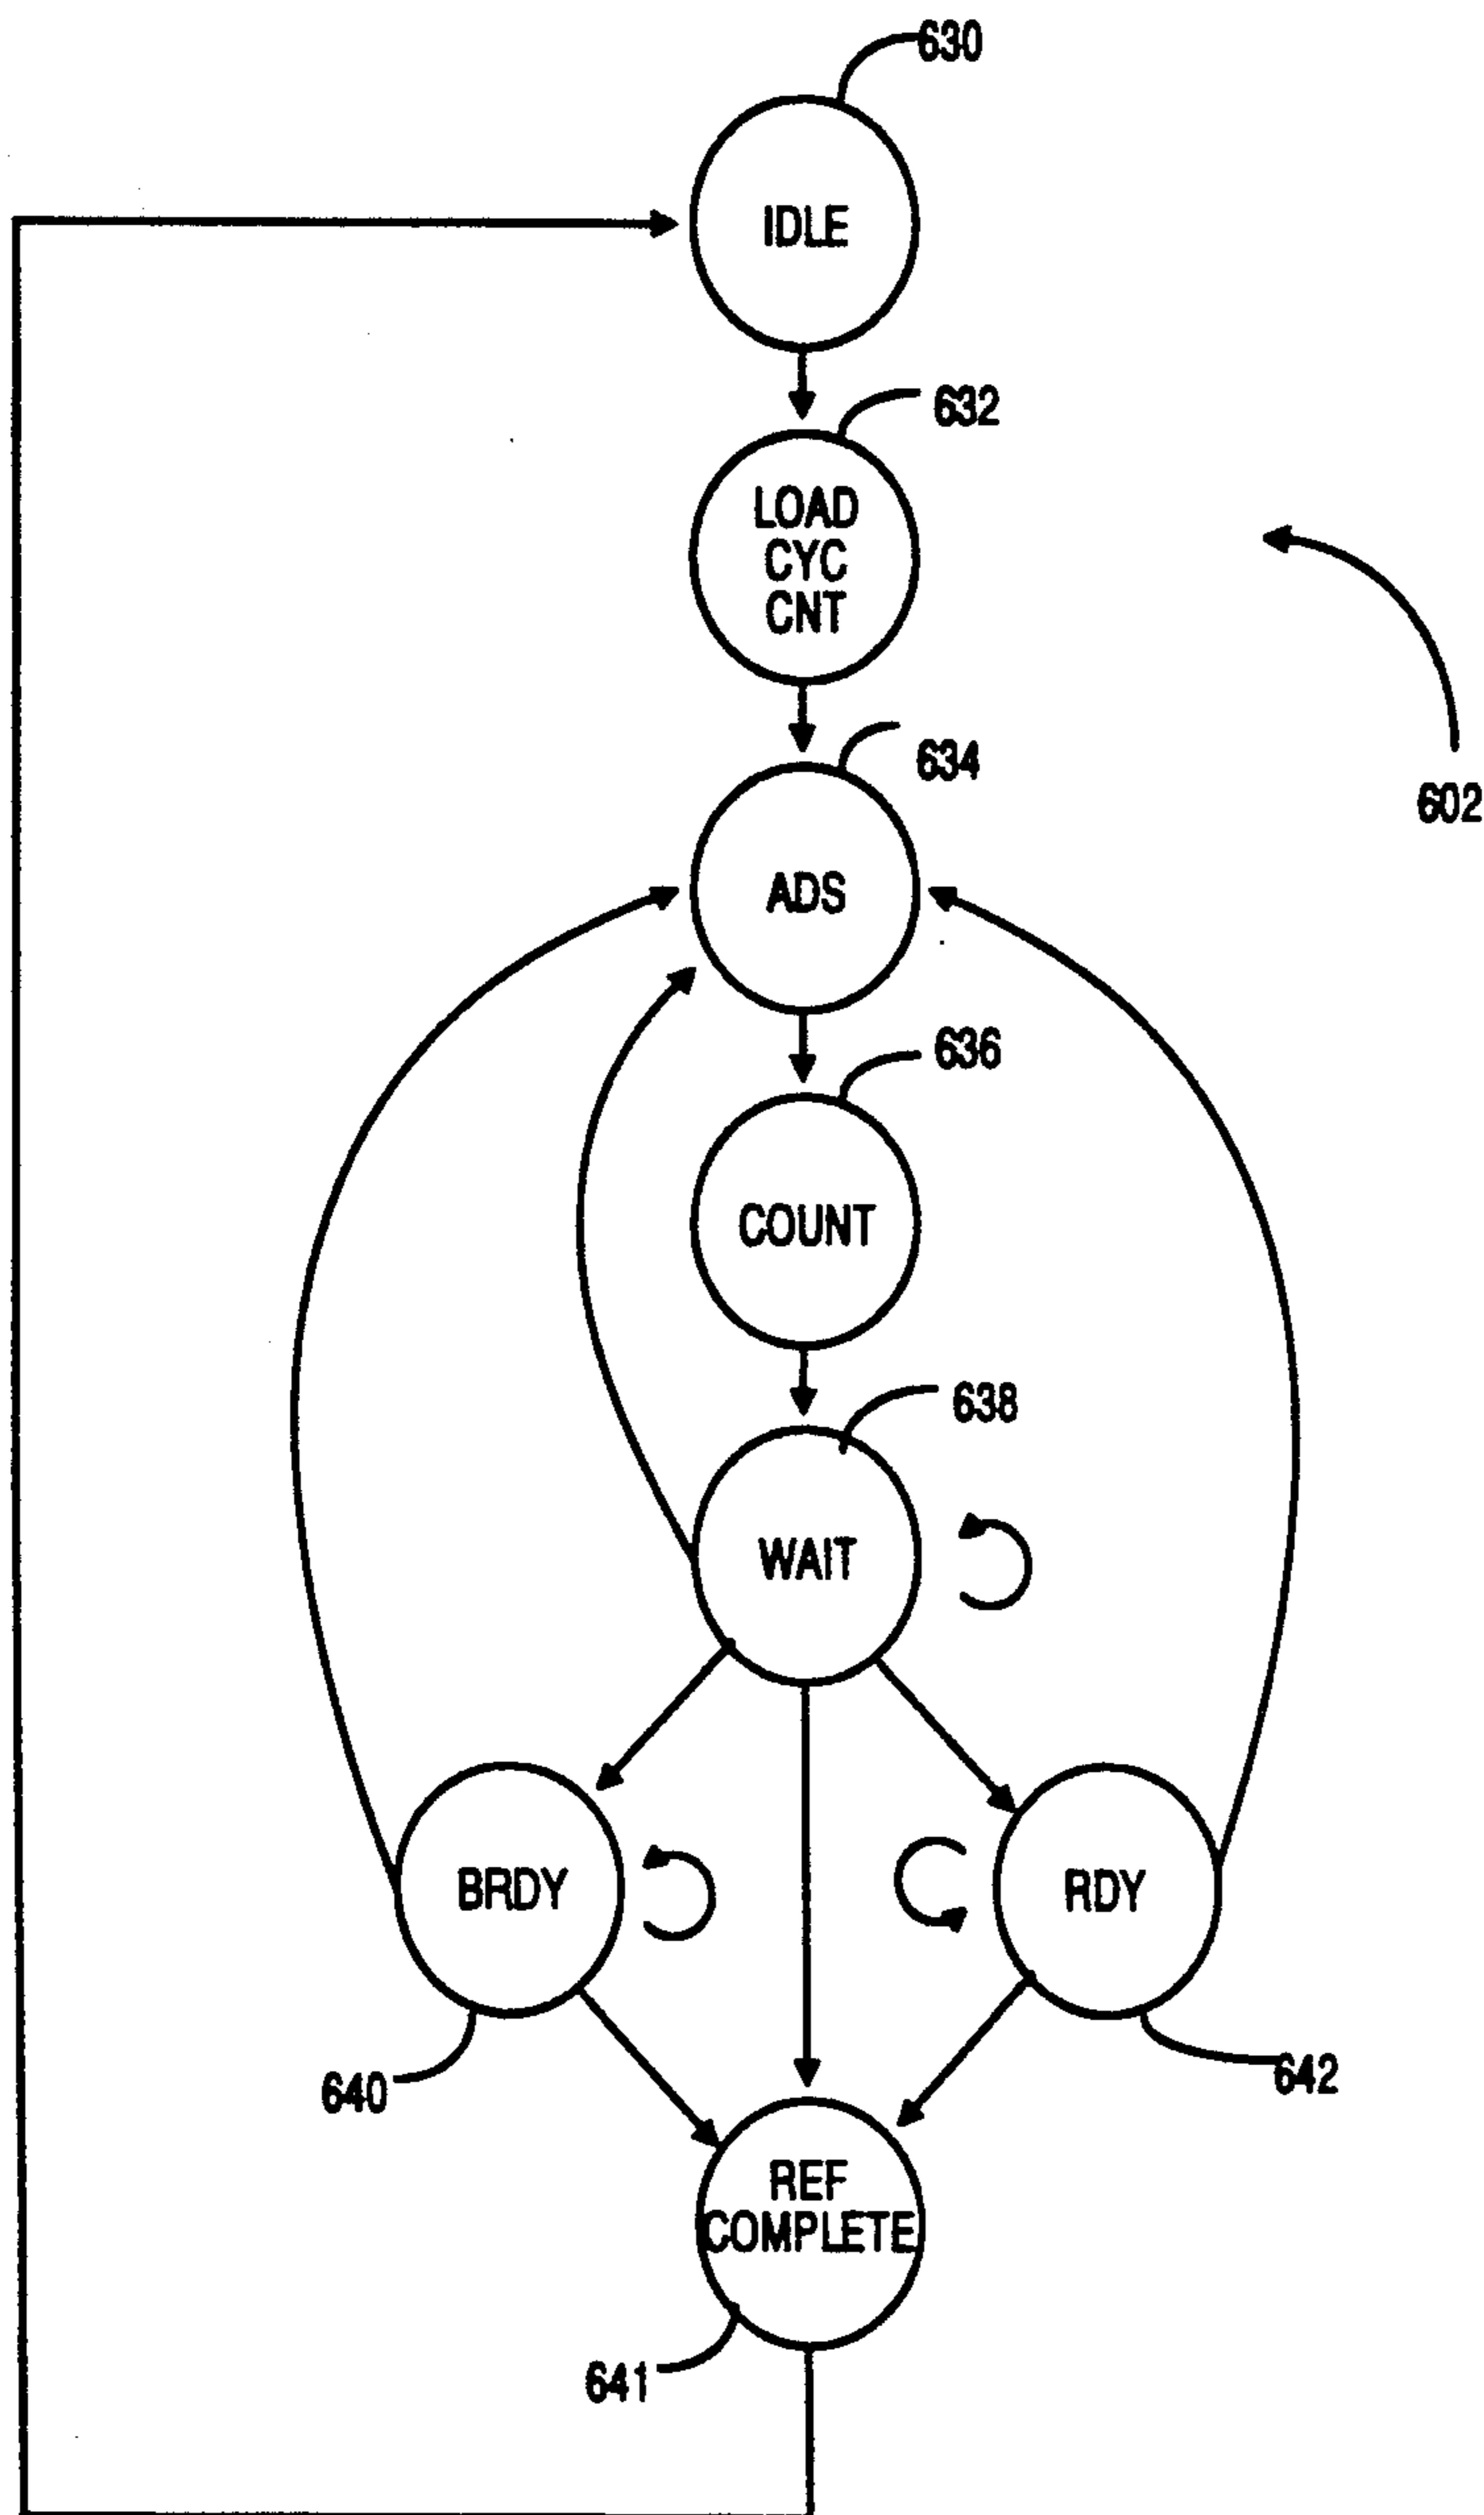 630
IDLE
632
LOAD
CYC
CNT
634
602
ADS
636
COUNT
638
WAIT
BRDY
RDY
640
642
REF
COMPLETE
641